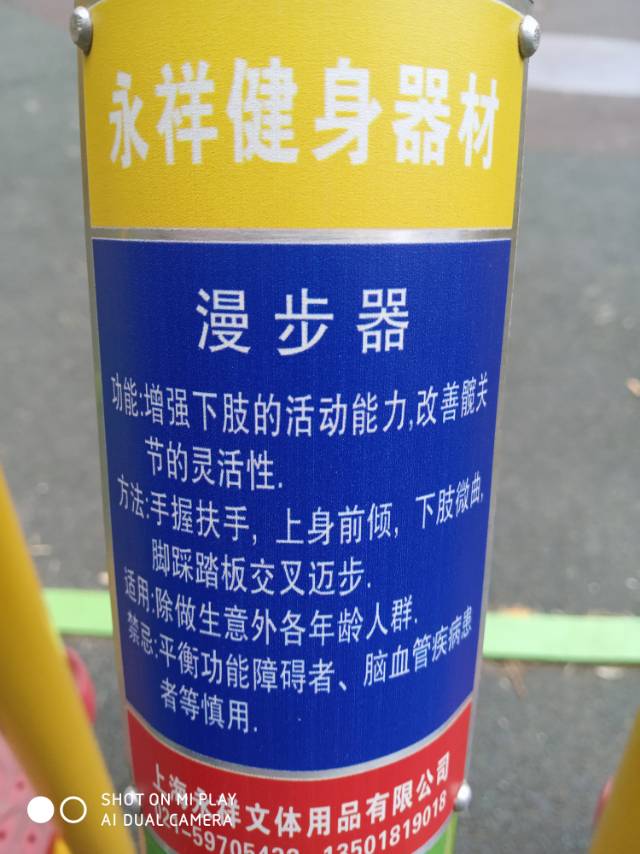 永祥健身器材
漫步器
功能:增强下肢的活动能力,改善髋关
节的灵活性.
方法:手握扶手, 上身前倾, 下肢微曲,
脚踩踏板交叉迈步.
适用:除做生意外各年龄人群.
禁忌:平衡功能障碍者、脑血管疾病患
者等慎用.
上海永祥文体用品有限公司
13501819018
SHOT ON MI PLAY
AI DUAL CAMERA